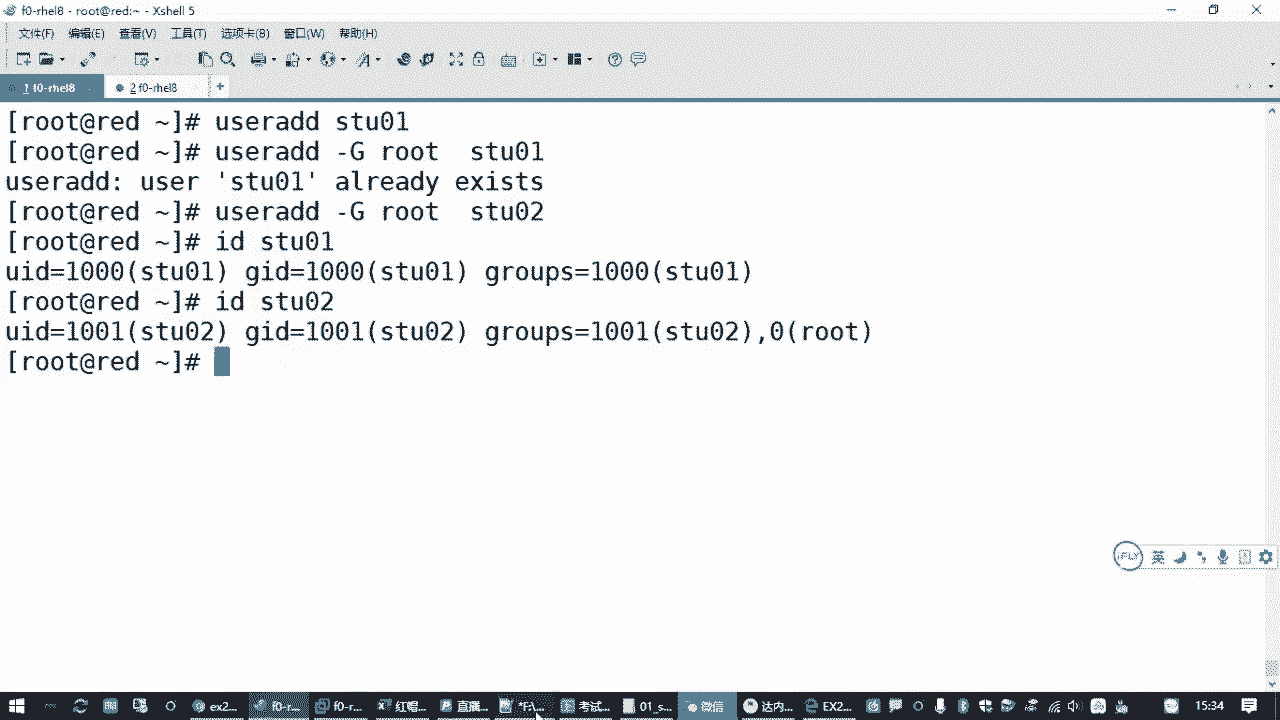 f0-rhel8 - root@red:~ - Xshell 5
文件(F) 编辑(E) 查看(V) 工具(T) 选项卡(B) 窗口(W) 帮助(H)
1 f0-rhel8
2 f0-rhel8
+
[root@red ~]# useradd stu01
[root@red ~]# useradd -G root  stu01
useradd: user 'stu01' already exists
[root@red ~]# useradd -G root  stu02
[root@red ~]# id stu01
uid=1000(stu01) gid=1000(stu01) groups=1000(stu01)
[root@red ~]# id stu02
uid=1001(stu02) gid=1001(stu02) groups=1001(stu02),0(root)
[root@red ~]#
iFLY 英
ex2... f0-r... f0-r... 红帽... 直播... 考试... 01_s... 微信 达内... EX2... 15:34